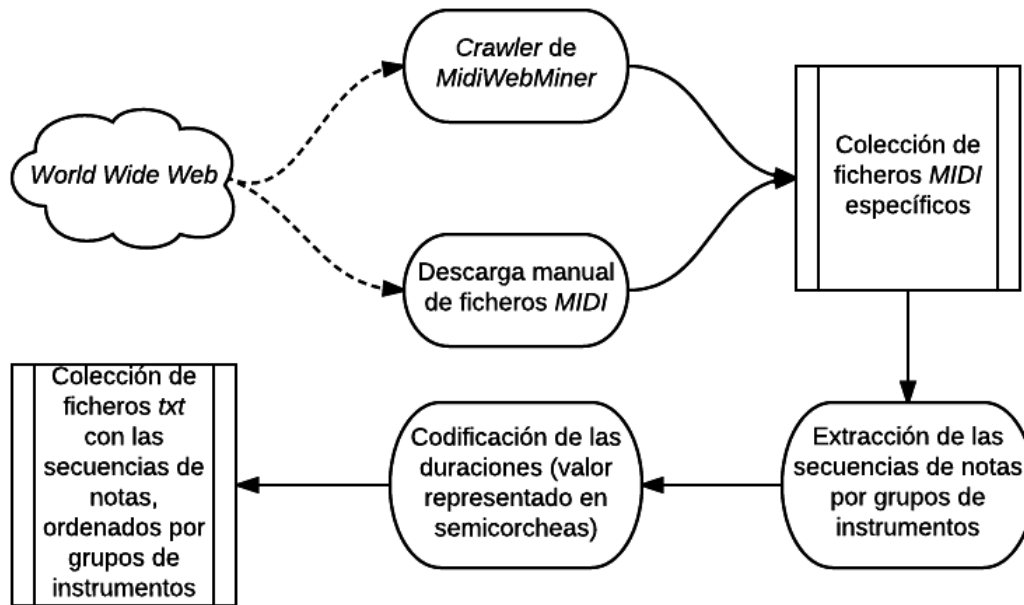 Crawler de
MidiWebMiner
World Wide Web
Colección de
ficheros MIDI
específicos
Descarga manual
de ficheros MIDI
Extracción de las
secuencias de notas
por grupos de
instrumentos
Codificación de las
duraciones (valor
representado en
semicorcheas)
Colección de
ficheros txt
con las
secuencias de
notas,
ordenados por
grupos de
instrumentos